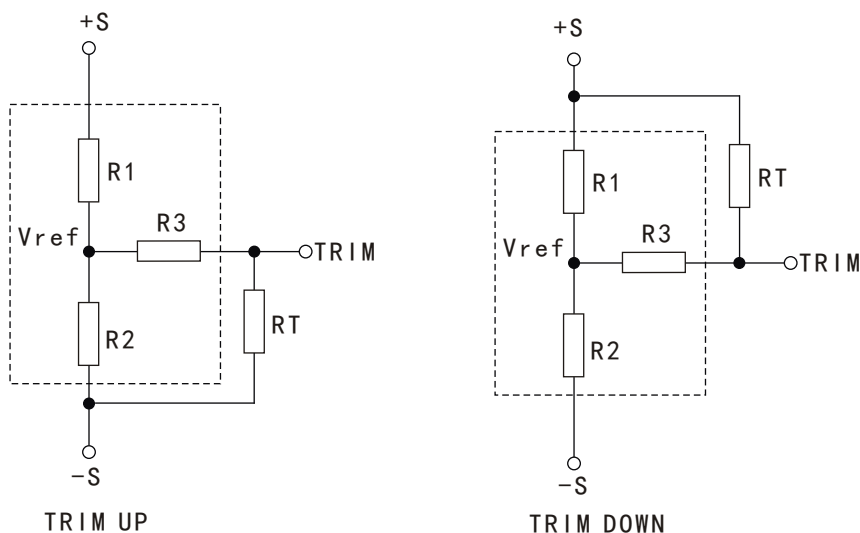 +S
R1
R3
Vref
TRIM
R2
RT
−S
TRIM UP
+S
R1
RT
R3
Vref
TRIM
R2
−S
TRIM DOWN